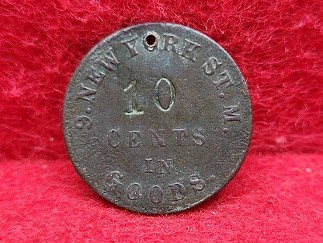 9. NEW YORK ST. M.
10
CENTS
IN
GOODS.